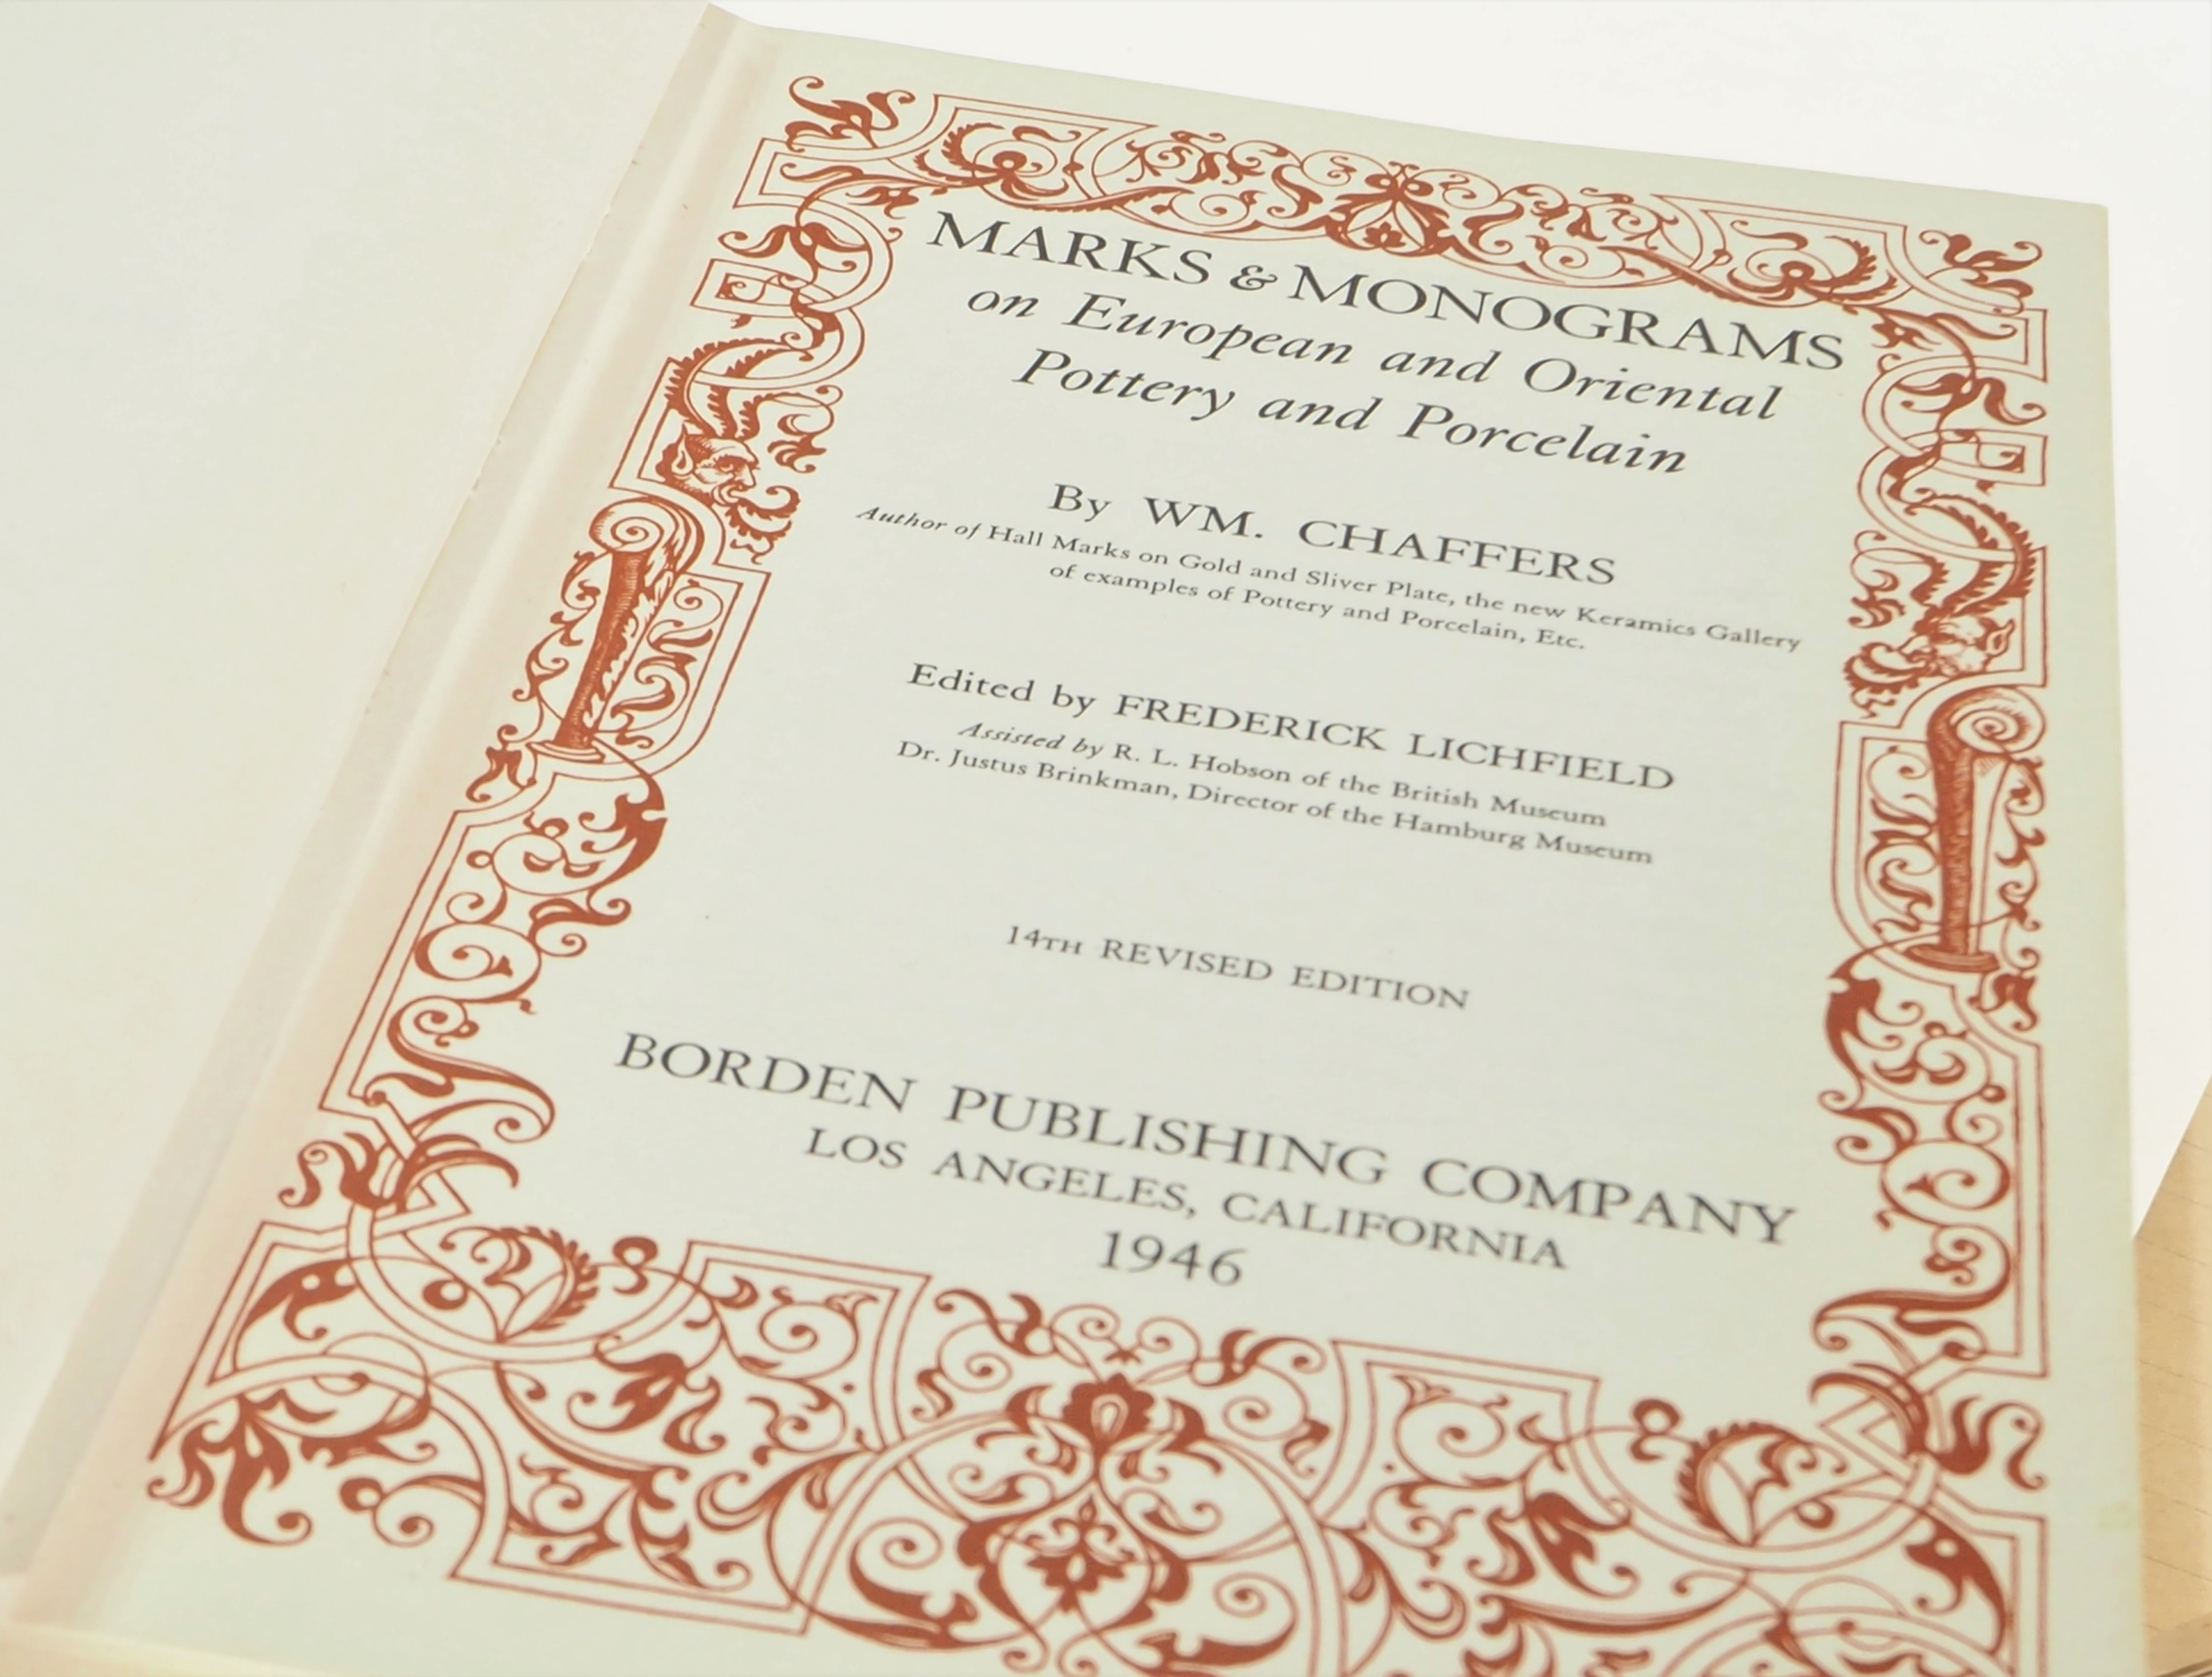 MARKS & MONOGRAMS
on European and Oriental
Pottery and Porcelain
By WM. CHAFFERS
Author of Hall Marks on Gold and Sliver Plate, the new Keramics Gallery
of examples of Pottery and Porcelain, Etc.
Edited by FREDERICK LICHFIELD
Assisted by R. L. Hobson of the British Museum
Dr. Justus Brinkman, Director of the Hamburg Museum
14TH REVISED EDITION
BORDEN PUBLISHING COMPANY
LOS ANGELES, CALIFORNIA
1946